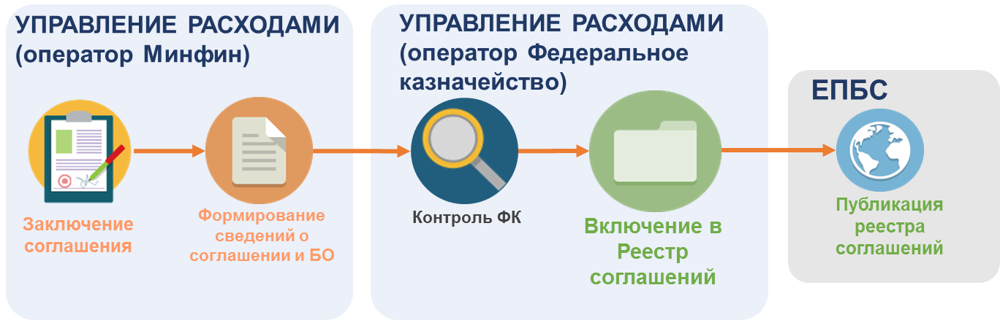 УПРАВЛЕНИЕ РАСХОДАМИ
(оператор Минфин)
Заключение
соглашения
Формирование
сведений о
соглашении и БО
УПРАВЛЕНИЕ РАСХОДАМИ
(оператор Федеральное
казначейство)
Контроль ФК
Включение в
Реестр
соглашений
ЕПБС
Публикация
реестра
соглашений